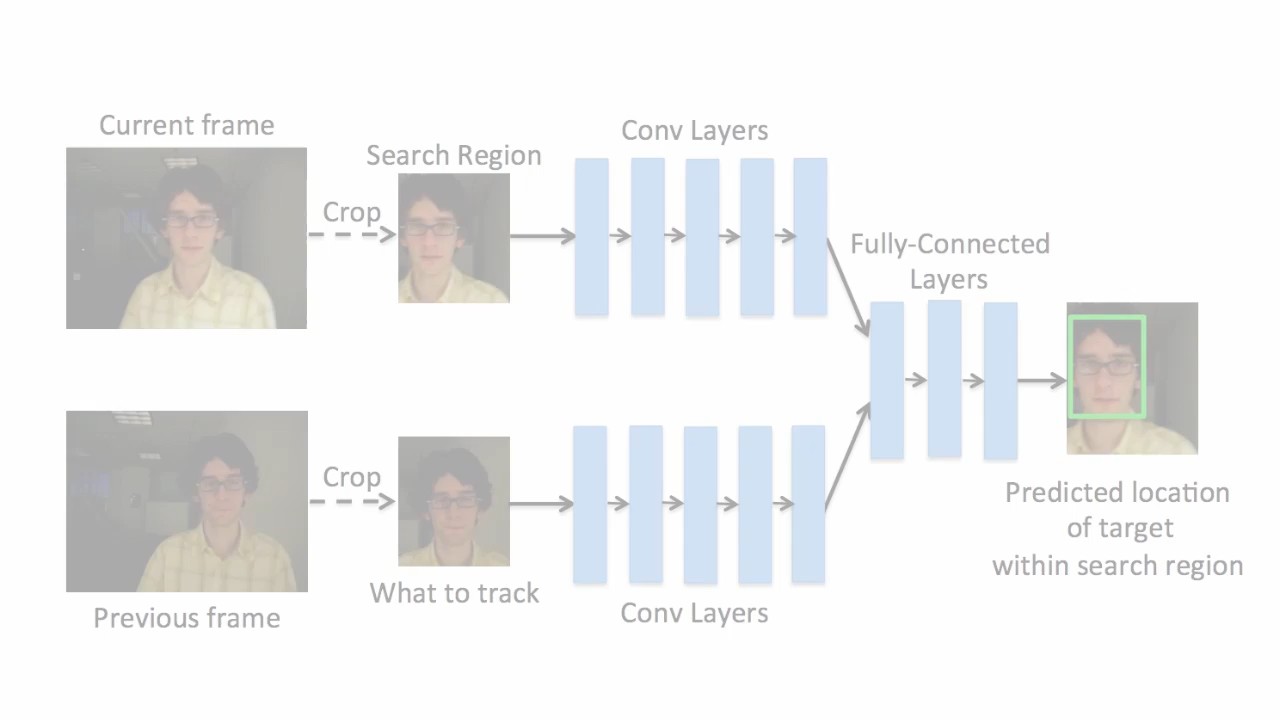 Current frame
Crop
Search Region
Conv Layers
Fully-Connected
Layers
Previous frame
Crop
What to track
Conv Layers
Predicted location
of target
within search region